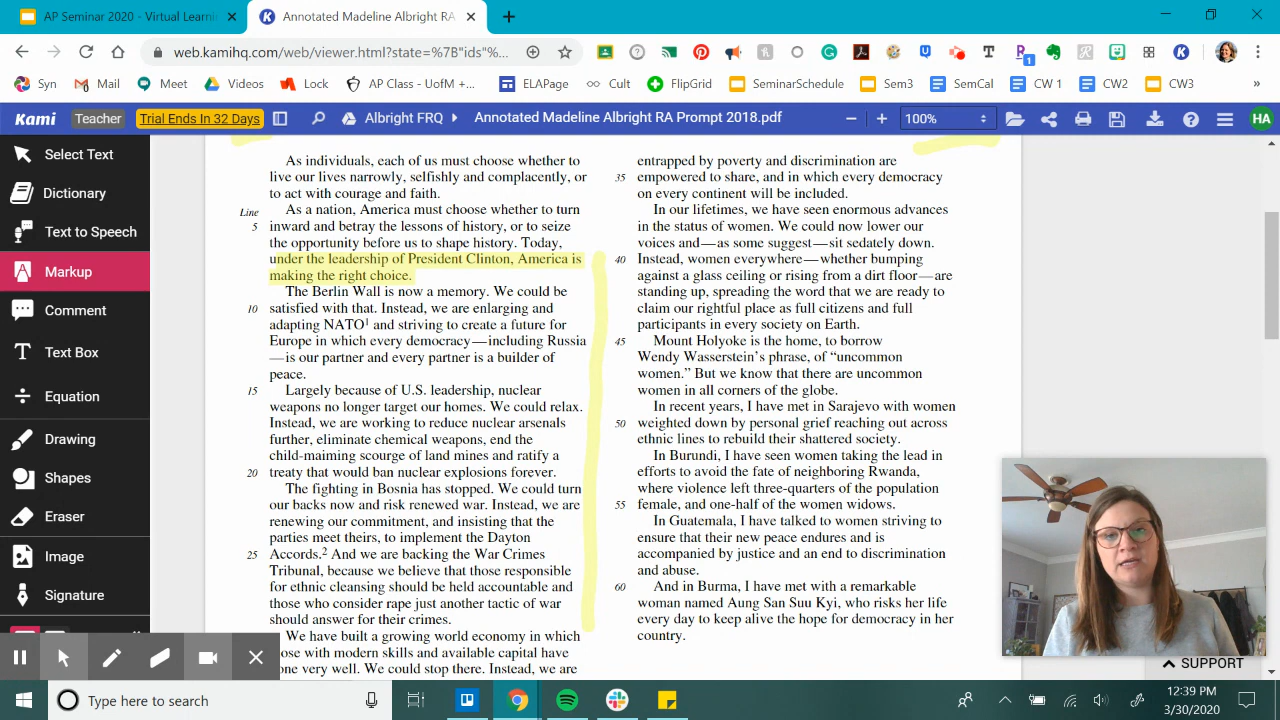 AP Seminar 2020 - Virtual Learni
Annotated Madeline Albright RA
web.kamihq.com/web/viewer.html?state=%7B"ids"%...
Syn
Mail
Meet
Videos
Loom
AP Class - UofM +...
ELAPage
Cult
FlipGrid
SeminarSchedule
Sem3
SemCal
CW 1
CW2
CW3
»
Kami
Teacher
Trial Ends In 32 Days
Albright FRQ
Annotated Madeline Albright RA Prompt 2018.pdf
100%
HA
Select Text
Dictionary
Text to Speech
Markup
Comment
Text Box
Equation
Drawing
Shapes
Eraser
Image
Signature
As individuals, each of us must choose whether to
live our lives narrowly, selfishly and complacently, or
to act with courage and faith.
Line As a nation, America must choose whether to turn
5 inward and betray the lessons of history, or to seize
the opportunity before us to shape history. Today,
under the leadership of President Clinton, America is
making the right choice.
The Berlin Wall is now a memory. We could be
10 satisfied with that. Instead, we are enlarging and
adapting NATO1 and striving to create a future for
Europe in which every democracy—including Russia
—is our partner and every partner is a builder of
peace.
15 Largely because of U.S. leadership, nuclear
weapons no longer target our homes. We could relax.
Instead, we are working to reduce nuclear arsenals
further, eliminate chemical weapons, end the
child-maiming scourge of land mines and ratify a
20 treaty that would ban nuclear explosions forever.
The fighting in Bosnia has stopped. We could turn
our backs now and risk renewed war. Instead, we are
renewing our commitment, and insisting that the
parties meet theirs, to implement the Dayton
25 Accords.2 And we are backing the War Crimes
Tribunal, because we believe that those responsible
for ethnic cleansing should be held accountable and
those who consider rape just another tactic of war
should answer for their crimes.
We have built a growing world economy in which
those with modern skills and available capital have
one very well. We could stop there. Instead, we are
entrapped by poverty and discrimination are
35 empowered to share, and in which every democracy
on every continent will be included.
In our lifetimes, we have seen enormous advances
in the status of women. We could now lower our
voices and—as some suggest—sit sedately down.
40 Instead, women everywhere—whether bumping
against a glass ceiling or rising from a dirt floor—are
standing up, spreading the word that we are ready to
claim our rightful place as full citizens and full
participants in every society on Earth.
45 Mount Holyoke is the home, to borrow
Wendy Wasserstein's phrase, of “uncommon
women.” But we know that there are uncommon
women in all corners of the globe.
In recent years, I have met in Sarajevo with women
50 weighted down by personal grief reaching out across
ethnic lines to rebuild their shattered society.
In Burundi, I have seen women taking the lead in
efforts to avoid the fate of neighboring Rwanda,
where violence left three-quarters of the population
55 female, and one-half of the women widows.
In Guatemala, I have talked to women striving to
ensure that their new peace endures and is
accompanied by justice and an end to discrimination
and abuse.
60 And in Burma, I have met with a remarkable
woman named Aung San Suu Kyi, who risks her life
every day to keep alive the hope for democracy in her
country.
SUPPORT
Type here to search
12:39 PM
3/30/2020